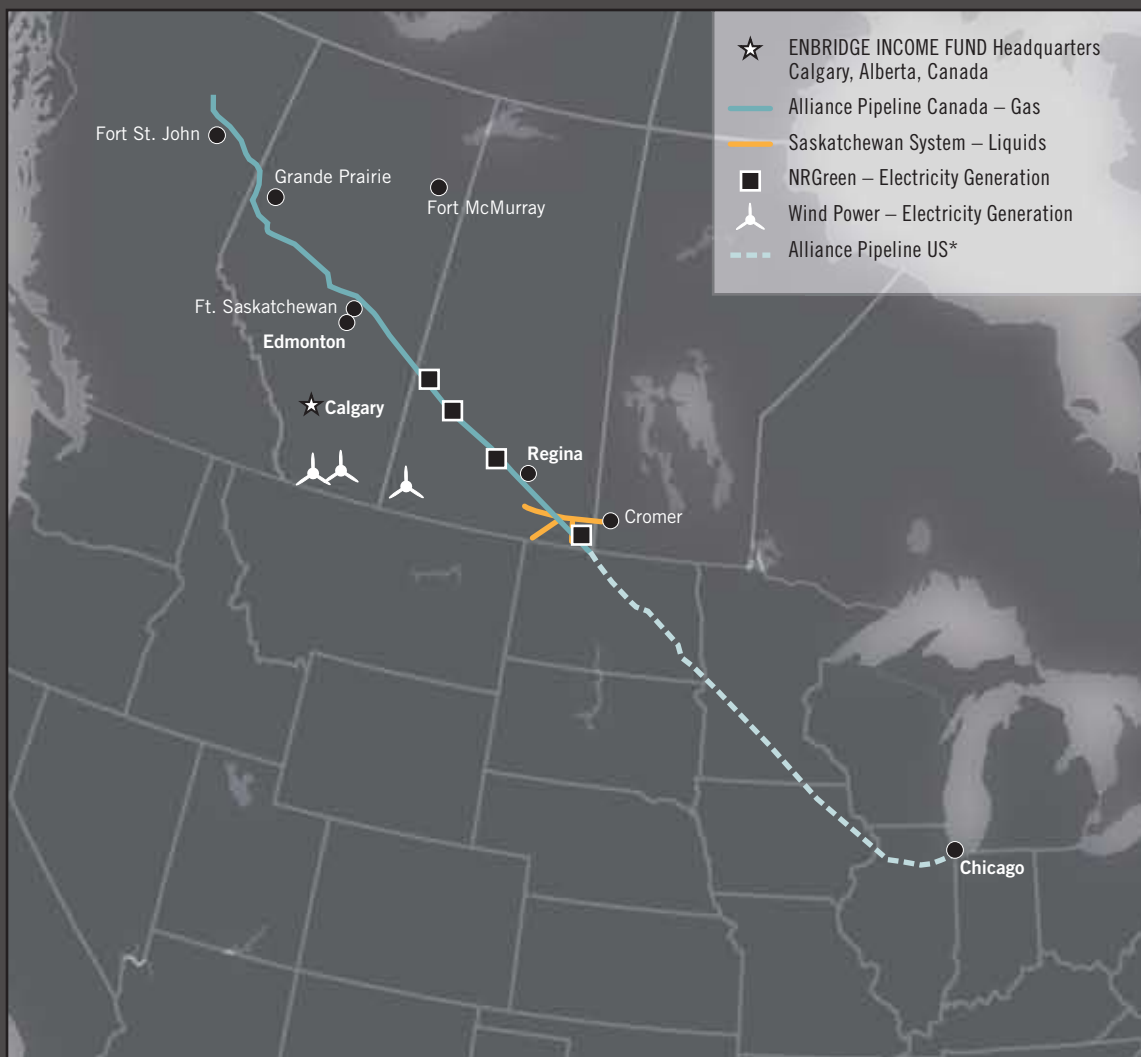 ENBRIDGE INCOME FUND Headquarters
Calgary, Alberta, Canada
Alliance Pipeline Canada – Gas
Saskatchewan System – Liquids
NRGreen – Electricity Generation
Wind Power – Electricity Generation
Alliance Pipeline US*
Fort St. John
Grande Prairie
Fort McMurray
Ft. Saskatchewan
Edmonton
Calgary
Regina
Cromer
Chicago